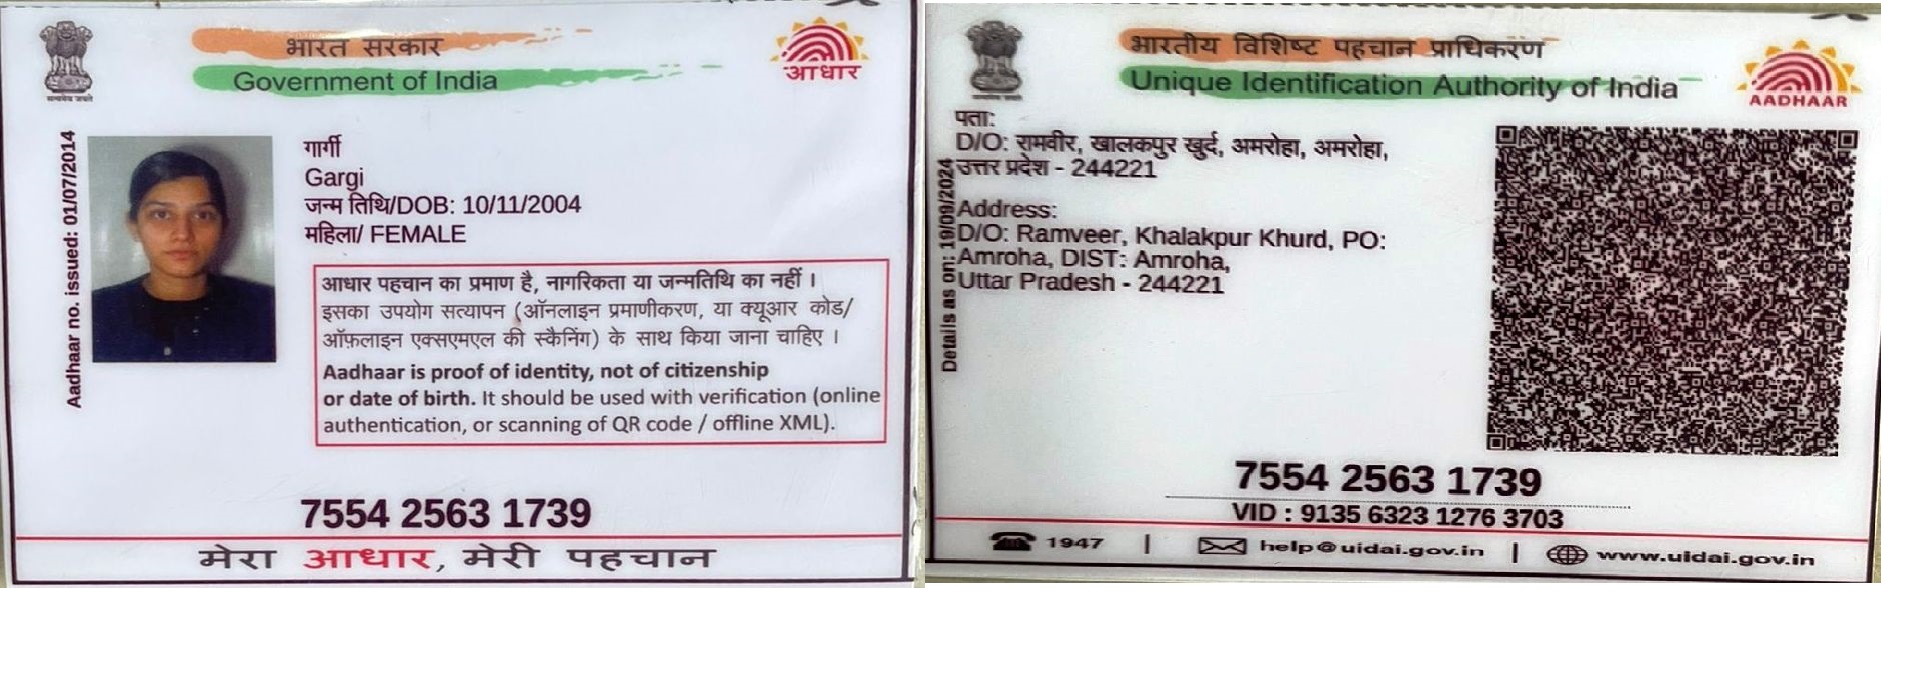 भारत सरकार
Government of India
सत्यमेव जयते
आधार
Aadhaar no. issued: 01/07/2014
गार्गी
Gargi
जन्म तिथि/DOB: 10/11/2004
महिला/ FEMALE
आधार पहचान का प्रमाण है, नागरिकता या जन्मतिथि का नहीं ।
इसका उपयोग सत्यापन (ऑनलाइन प्रमाणीकरण, या क्यूआर कोड/
ऑफ़लाइन एक्सएमएल की स्कैनिंग) के साथ किया जाना चाहिए ।
Aadhaar is proof of identity, not of citizenship
or date of birth. It should be used with verification (online
authentication, or scanning of QR code / offline XML).
7554 2563 1739
मेरा आधार, मेरी पहचान
भारतीय विशिष्ट पहचान प्राधिकरण
Unique Identification Authority of India
AADHAAR
Details as on: 19/09/2024
पता:
D/O: रामवीर, खालकपुर खुर्द, अमरोहा, अमरोहा,
उत्तर प्रदेश - 244221
Address:
D/O: Ramveer, Khalakpur Khurd, PO:
Amroha, DIST: Amroha,
Uttar Pradesh - 244221
7554 2563 1739
VID : 9135 6323 1276 3703
1947 | help@uidai.gov.in | www.uidai.gov.in